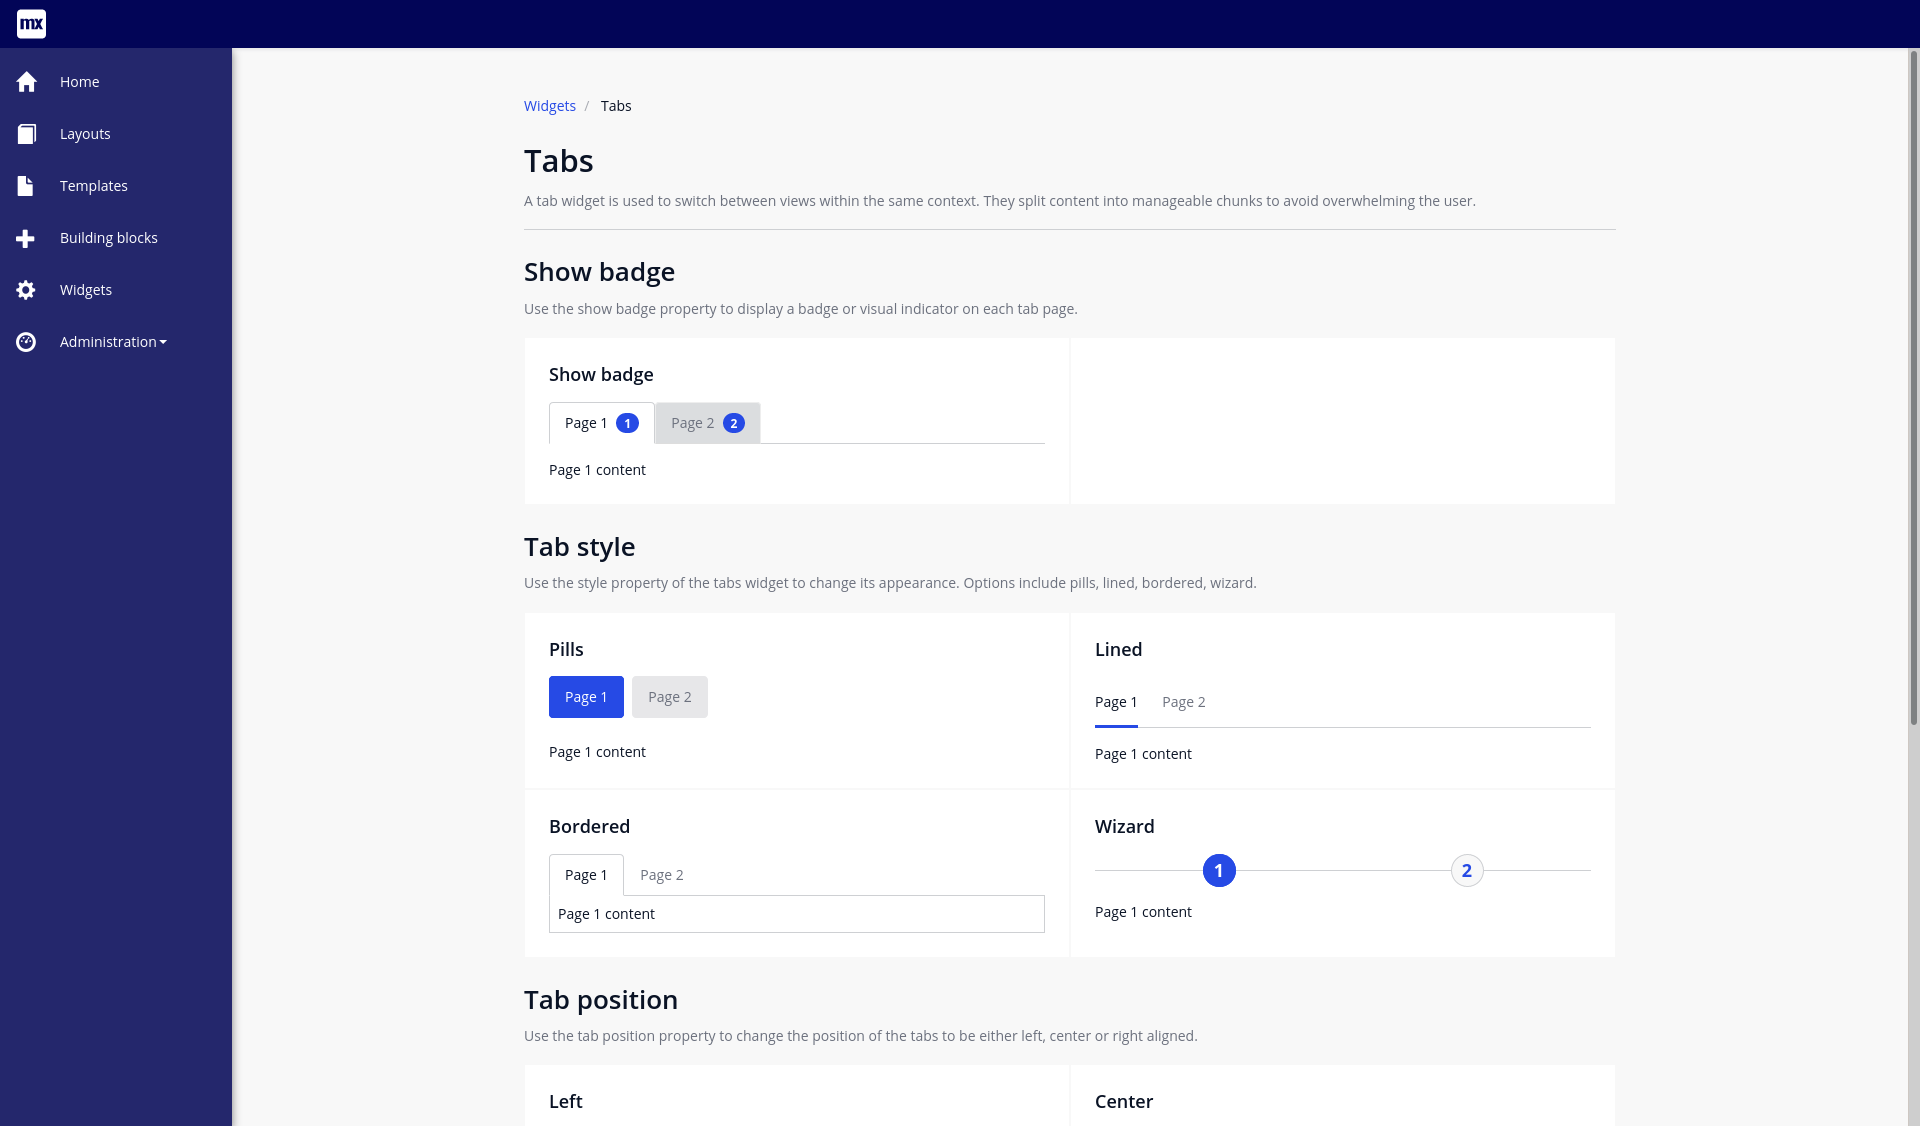 mx
Home
Layouts
Templates
Building blocks
Widgets
Administration
Widgets / Tabs
Tabs
A tab widget is used to switch between views within the same context. They split content into manageable chunks to avoid overwhelming the user.
Show badge
Use the show badge property to display a badge or visual indicator on each tab page.
Show badge
Page 1 1 Page 2 2
Page 1 content
Tab style
Use the style property of the tabs widget to change its appearance. Options include pills, lined, bordered, wizard.
Pills
Page 1 Page 2
Page 1 content
Lined
Page 1 Page 2
Page 1 content
Bordered
Page 1 Page 2
Page 1 content
Wizard
1 2
Page 1 content
Tab position
Use the tab position property to change the position of the tabs to be either left, center or right aligned.
Left
Center